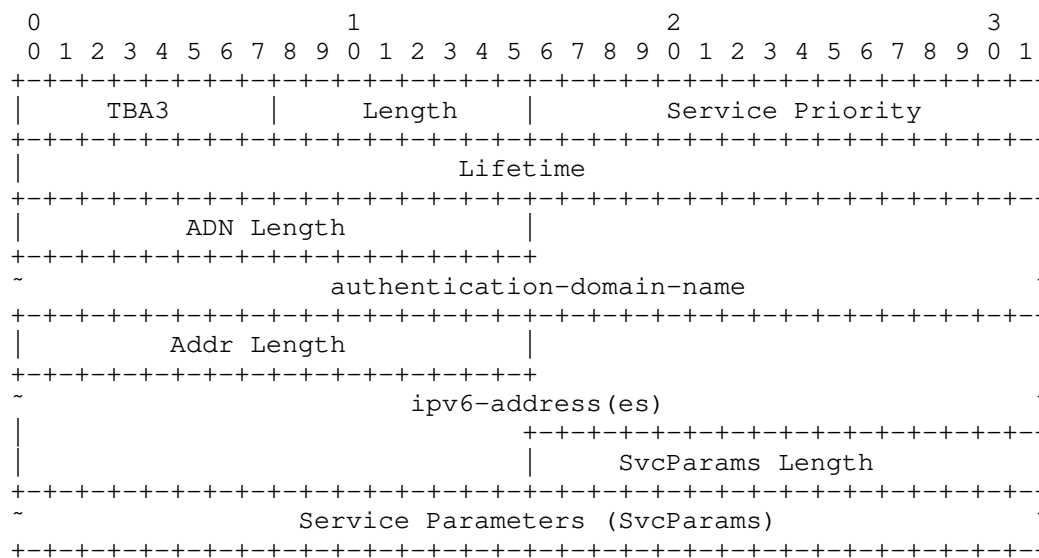 0                   1                   2                   3
0 1 2 3 4 5 6 7 8 9 0 1 2 3 4 5 6 7 8 9 0 1 2 3 4 5 6 7 8 9 0 1
+-+-+-+-+-+-+-+-+-+-+-+-+-+-+-+-+-+-+-+-+-+-+-+-+-+-+-+-+-+-+-+-
| TBA3 | Length | Service Priority
+-+-+-+-+-+-+-+-+-+-+-+-+-+-+-+-+-+-+-+-+-+-+-+-+-+-+-+-+-+-+-+-
| Lifetime
+-+-+-+-+-+-+-+-+-+-+-+-+-+-+-+-+-+-+-+-+-+-+-+-+-+-+-+-+-+-+-+-
| ADN Length |
+-+-+-+-+-+-+-+-+-+-+-+-+-+-+-+-+
~ authentication-domain-name ~
+-+-+-+-+-+-+-+-+-+-+-+-+-+-+-+-+-+-+-+-+-+-+-+-+-+-+-+-+-+-+-+-
| Addr Length |
+-+-+-+-+-+-+-+-+-+-+-+-+-+-+-+-+
~ ipv6-address(es) ~
| +-+-+-+-+-+-+-+-+-+-+-+-+-+-+-+-
| | SvcParams Length
+-+-+-+-+-+-+-+-+-+-+-+-+-+-+-+-+-+-+-+-+-+-+-+-+-+-+-+-+-+-+-+-
~ Service Parameters (SvcParams) ~
+-+-+-+-+-+-+-+-+-+-+-+-+-+-+-+-+-+-+-+-+-+-+-+-+-+-+-+-+-+-+-+-